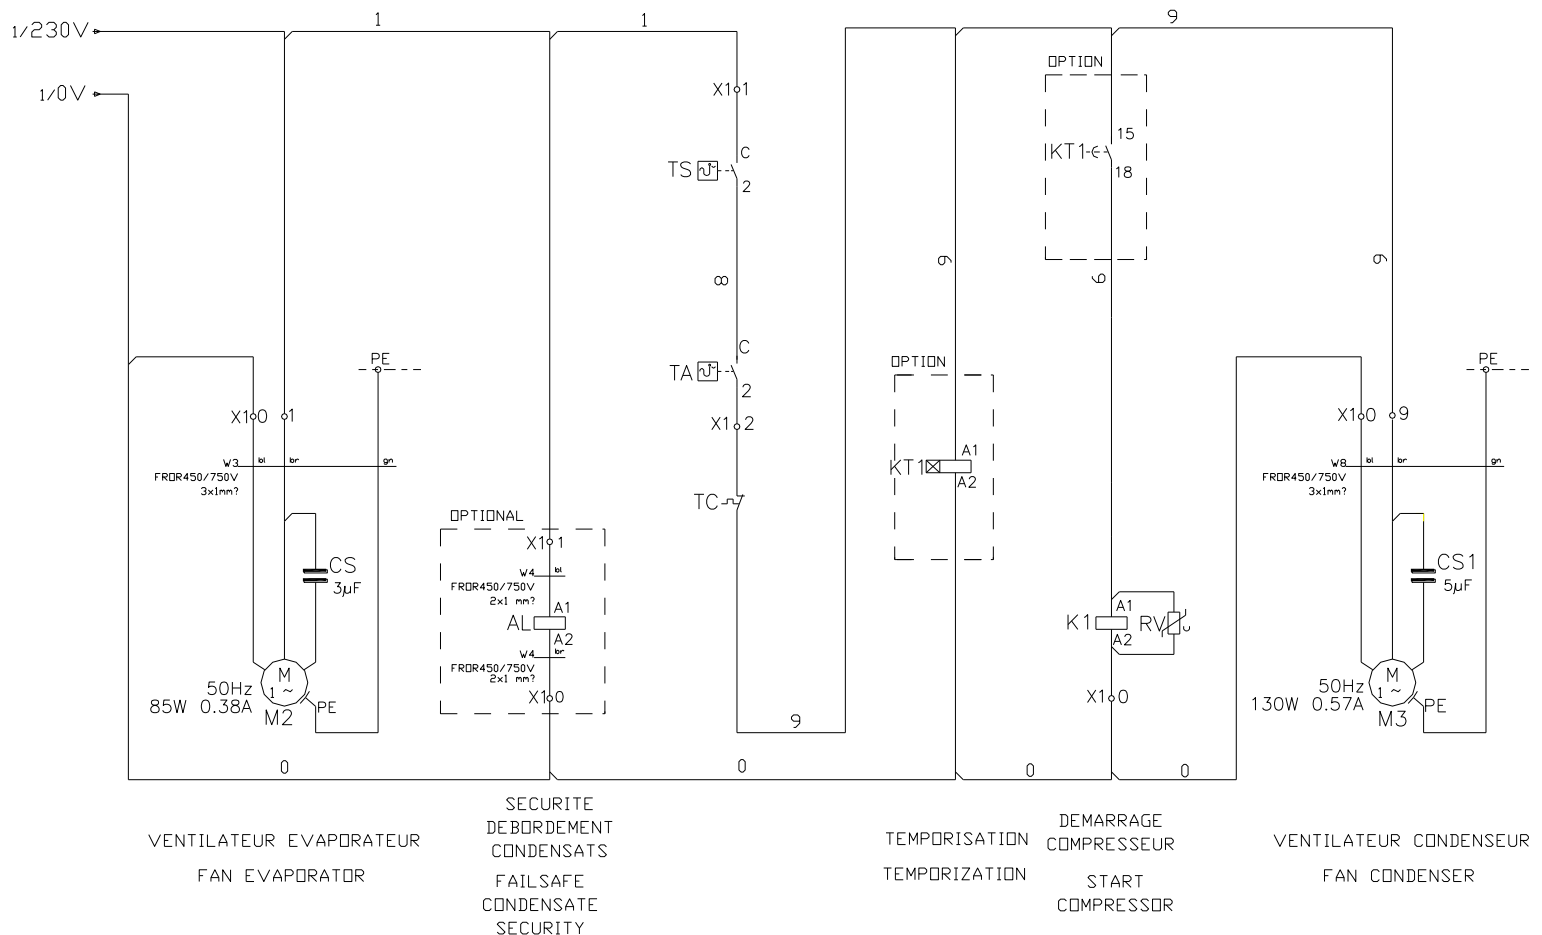 1/230V
1
1
9
1/0V
OPTION
X1 1
15
KT1
18
C
TS
2
9
9
8
6
C
TA
2
X1 2
PE
OPTION
PE
X1 0
1
X1 0
9
W3 bl br gn
FROR450/750V
3x1mm?
A1
KT1
A2
W8 bl br gn
FROR450/750V
3x1mm?
TC
OPTIONAL
X1 1
CS
3µF
W4 bl
FROR450/750V
2x1 mm?
A1
AL
A2
W4 br
FROR450/750V
2x1 mm?
X1 0
A1
K1
A2
RV
U
X1 0
CS1
5µF
M
1 ~
50Hz
85W 0.38A
M2
PE
M
1 ~
50Hz
130W 0.57A
M3
PE
9
0
0
0
0
VENTILATEUR EVAPORATEUR
FAN EVAPORATOR
SECURITE
DEBORDEMENT
CONDENSATS
FAILSAFE
CONDENSATE
SECURITY
TEMPORISATION
TEMPORIZATION
DEMARRAGE
COMPRESSEUR
START
COMPRESSOR
VENTILATEUR CONDENSEUR
FAN CONDENSER